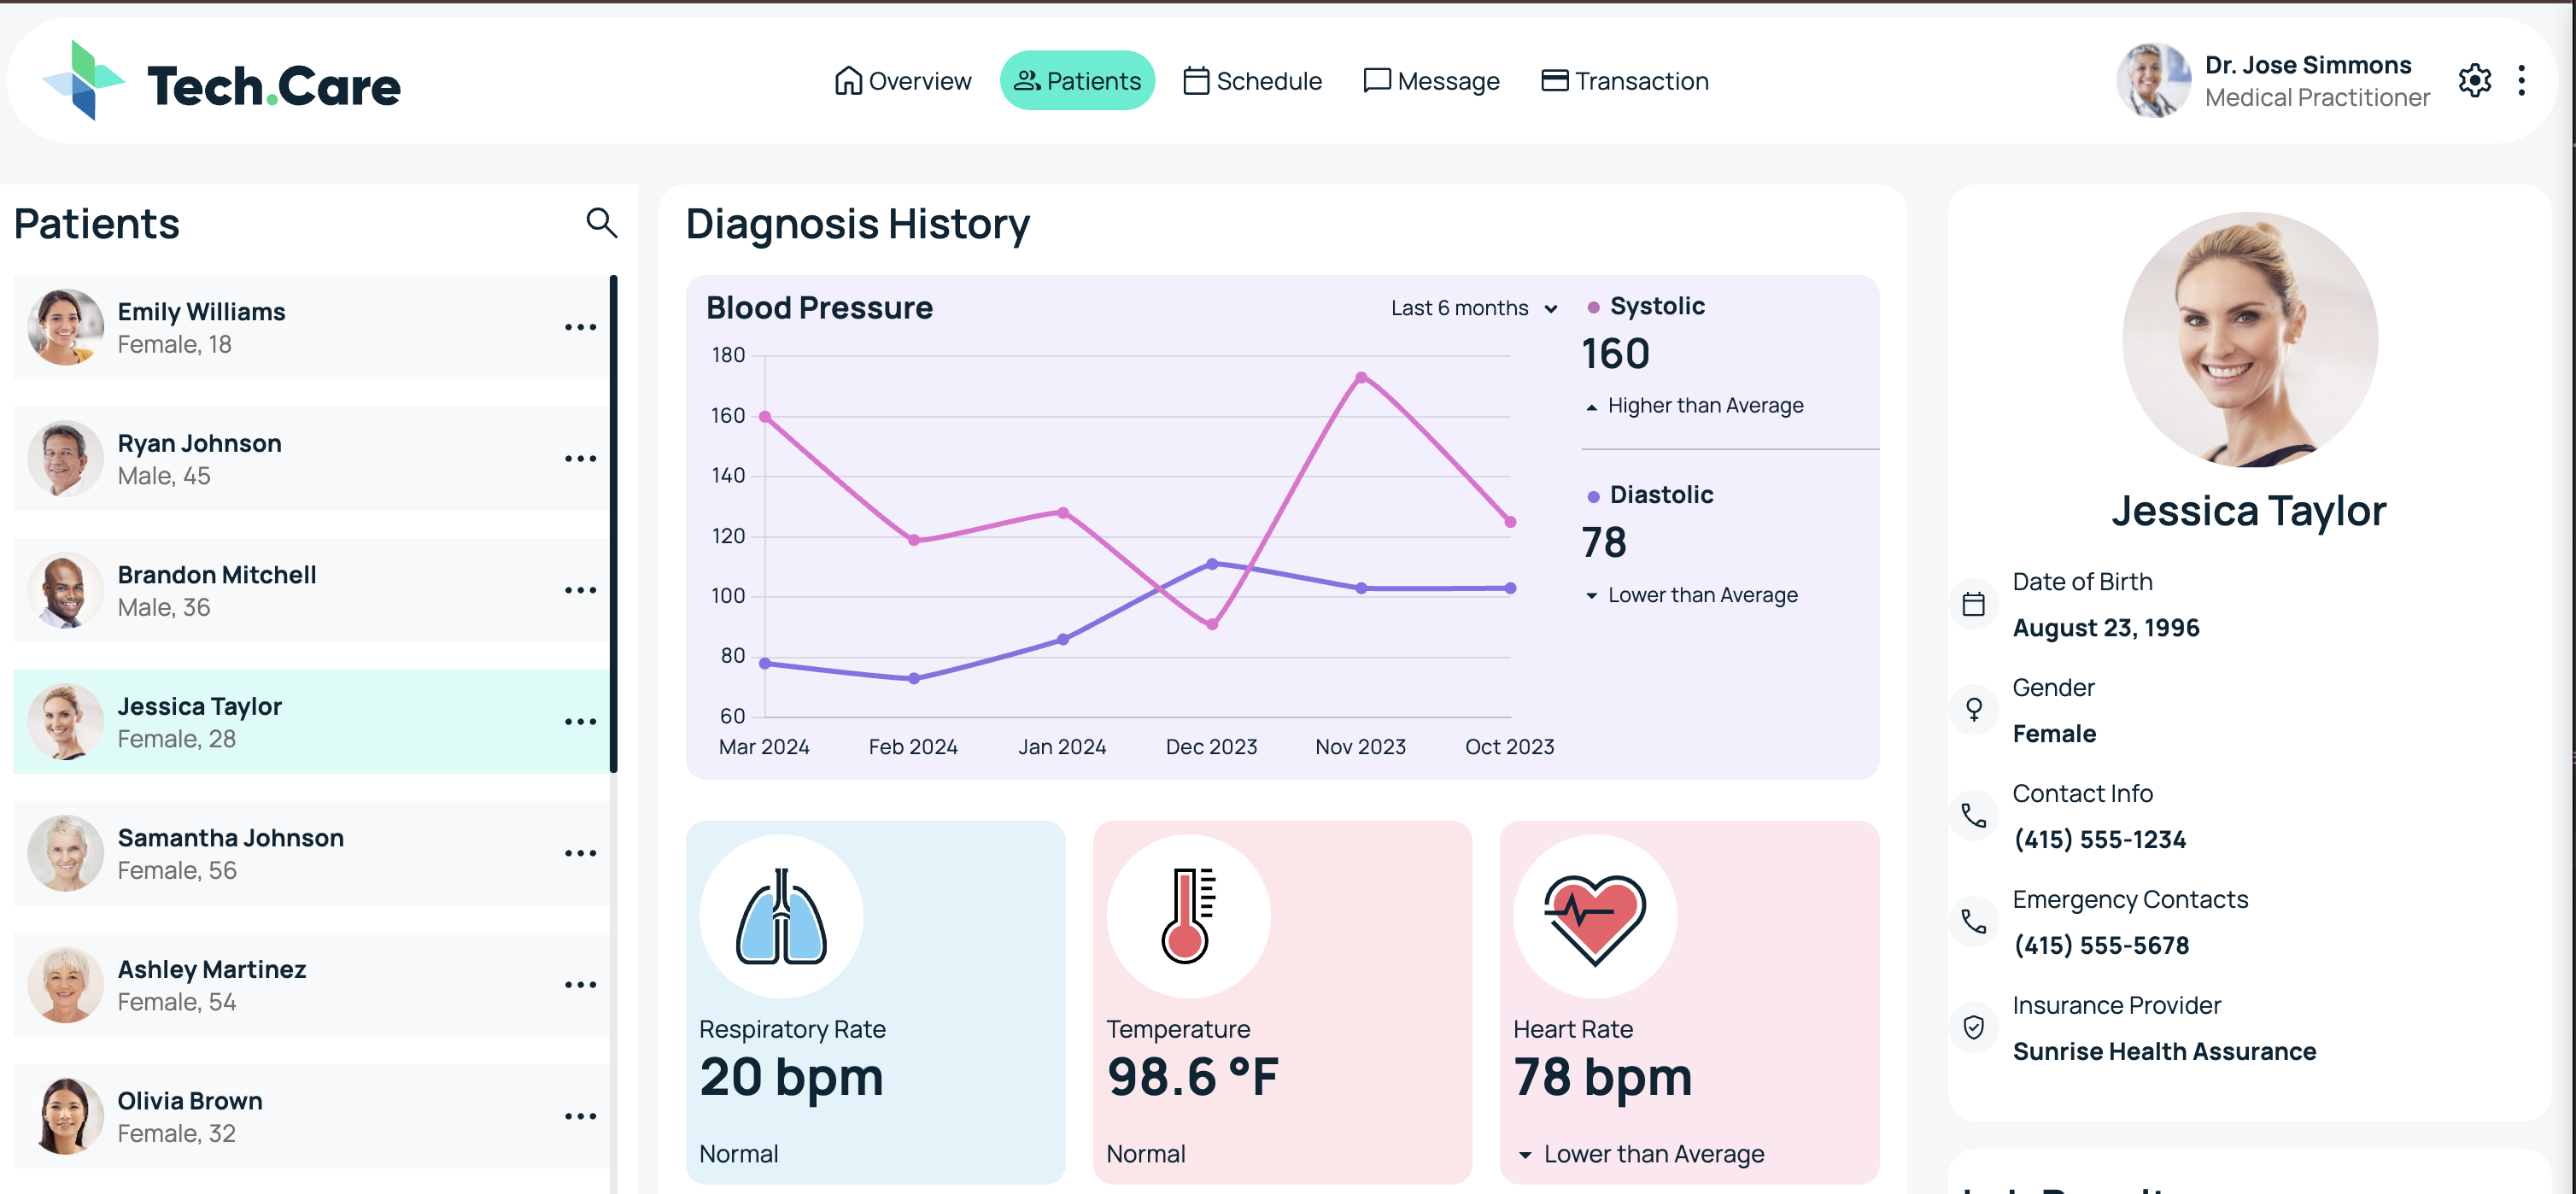 Tech.Care
Overview
Patients
Schedule
Message
Transaction
Dr. Jose Simmons
Medical Practitioner
Patients
Emily Williams
Female, 18
Ryan Johnson
Male, 45
Brandon Mitchell
Male, 36
Jessica Taylor
Female, 28
Samantha Johnson
Female, 56
Ashley Martinez
Female, 54
Olivia Brown
Female, 32
Diagnosis History
Blood Pressure
Last 6 months
180
160
140
120
100
80
60
Mar 2024 Feb 2024 Jan 2024 Dec 2023 Nov 2023 Oct 2023
Systolic
160
Higher than Average
Diastolic
78
Lower than Average
Respiratory Rate
20 bpm
Normal
Temperature
98.6 °F
Normal
Heart Rate
78 bpm
Lower than Average
Jessica Taylor
Date of Birth
August 23, 1996
Gender
Female
Contact Info
(415) 555-1234
Emergency Contacts
(415) 555-5678
Insurance Provider
Sunrise Health Assurance